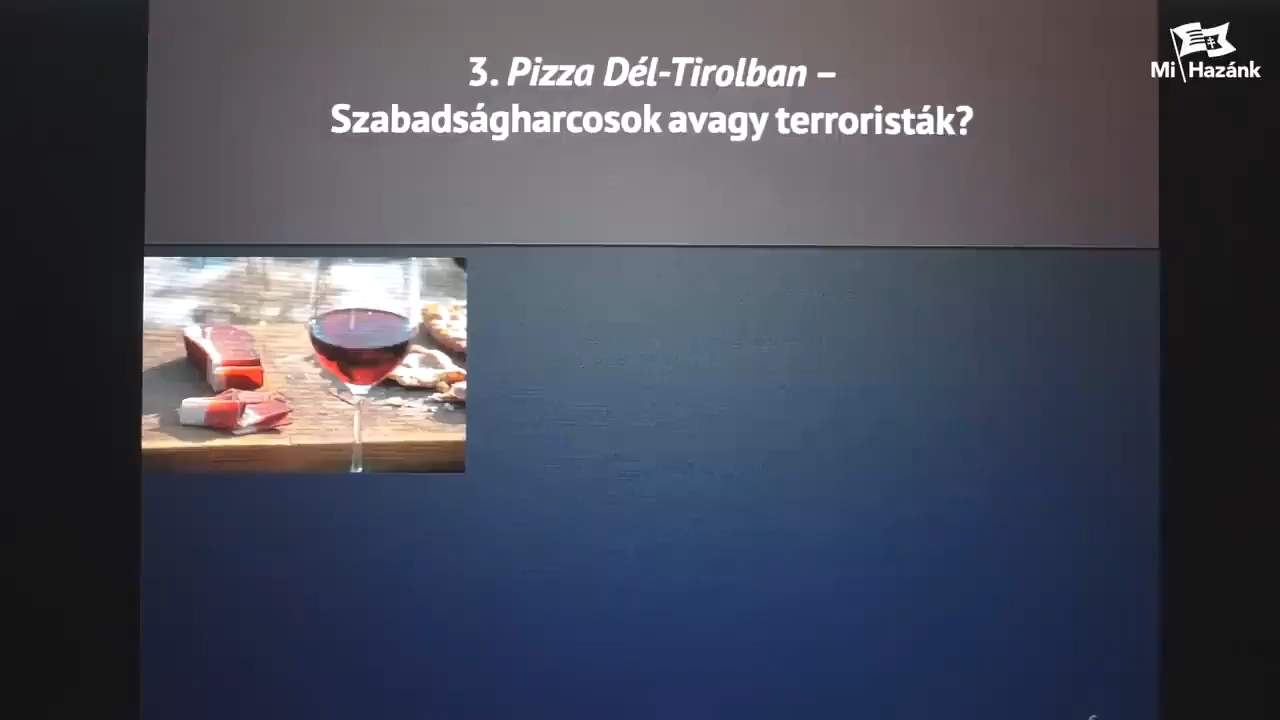 3. Pizza Dél-Tirolban –
Szabadságharcosok avagy terroristák?
Mi Hazánk